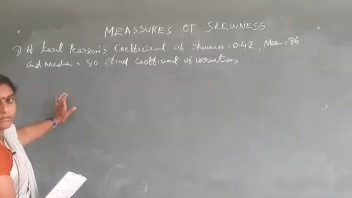 MEASSURES OF SKEWNESS
If Karl Pearson's Coefficient of Skewness = 0.42, Mean = 86
and Median = 80 find coefficient of variation